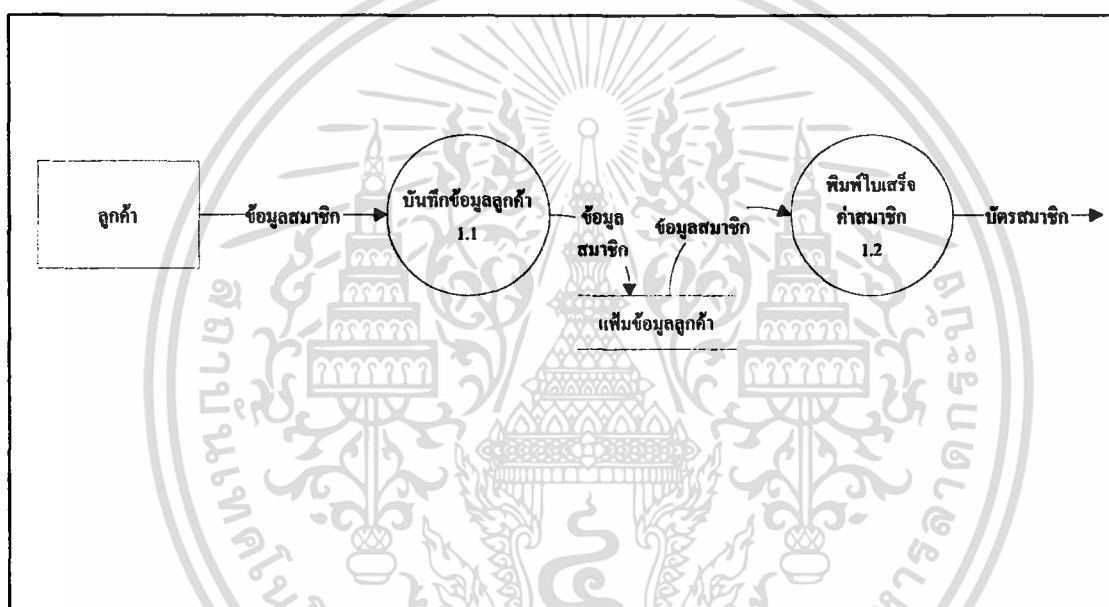 ลูกค้า
ข้อมูลสมาชิก
บันทึกข้อมูลลูกค้า
1.1
ข้อมูล
สมาชิก
ข้อมูลสมาชิก
แฟ้มข้อมูลลูกค้า
พิมพ์ใบเสร็จ
ค่าสมาชิก
1.2
บัตรสมาชิก